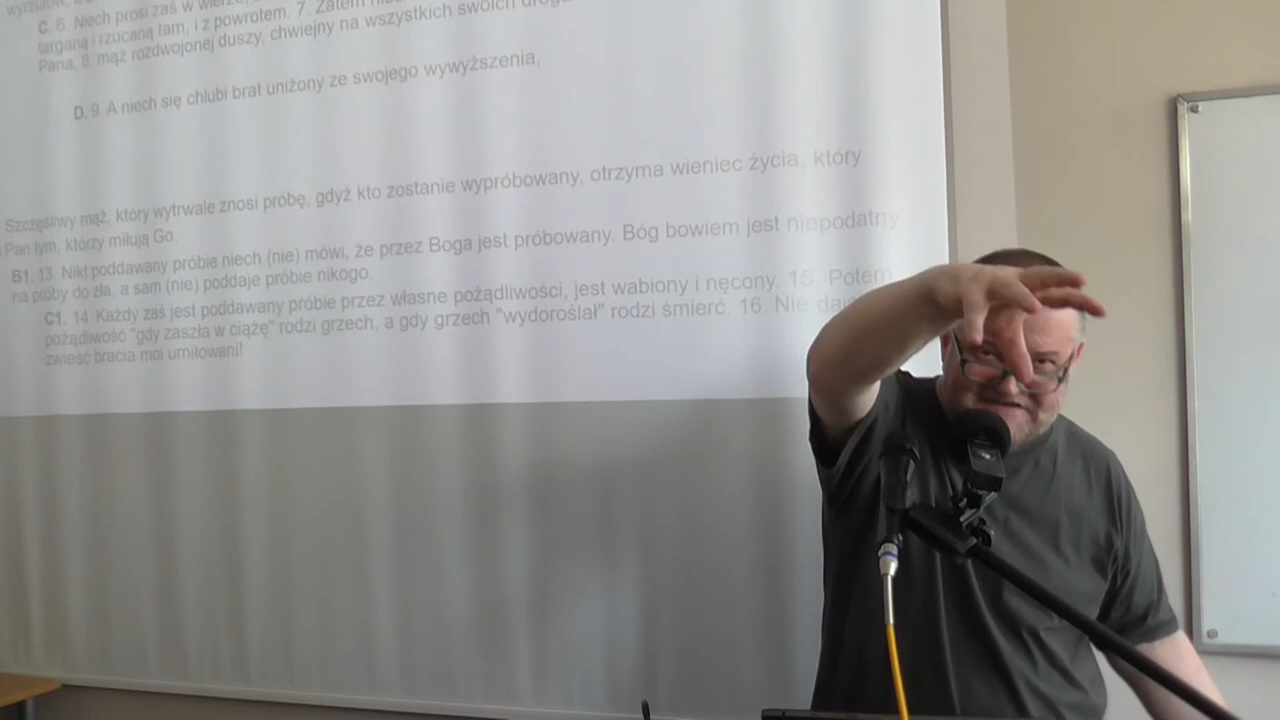 C. 6. Niech prosi zaś w wierze,
targaną i rzucaną tam, i z powrotem. 7. Zatem
Pana, 8. mąż rozdwojonej duszy, chwiejny na wszystkich swoich
D. 9. A niech się chlubi brat uniżony ze swojego wywyższenia,
Szczęśliwy mąż, który wytrwale znosi próbę, gdyż kto zostanie wypróbowany, otrzyma wieniec życia, który
Pan tym, którzy miłują Go.
B1. 13. Nikt poddawany próbie niech (nie) mówi, że przez Boga jest próbowany. Bóg bowiem jest niepodatny
na próby do zła, a sam (nie) poddaje próbie nikogo.
C1. 14. Każdy zaś jest poddawany próbie przez własne pożądliwości, jest wabiony i nęcony. 15. Potem
pożądliwość "gdy zaszła w ciążę" rodzi grzech, a gdy grzech "wydoroślał" rodzi śmierć. 16. Nie
zwieść bracia moi umiłowani!